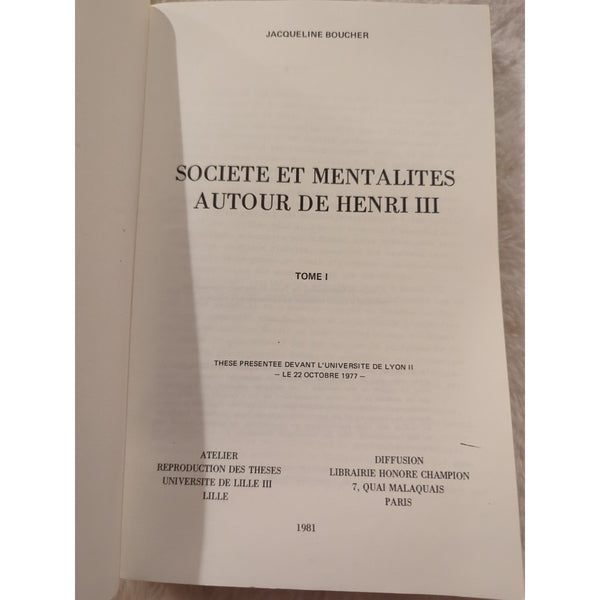 JACQUELINE BOUCHER
SOCIETE ET MENTALITES
AUTOUR DE HENRI III
TOME I
THESE PRESENTEE DEVANT L'UNIVERSITE DE LYON II
– LE 22 OCTOBRE 1977 –
ATELIER
REPRODUCTION DES THESES
UNIVERSITE DE LILLE III
LILLE
DIFFUSION
LIBRAIRIE HONORE CHAMPION
7, QUAI MALAQUAIS
PARIS
1981